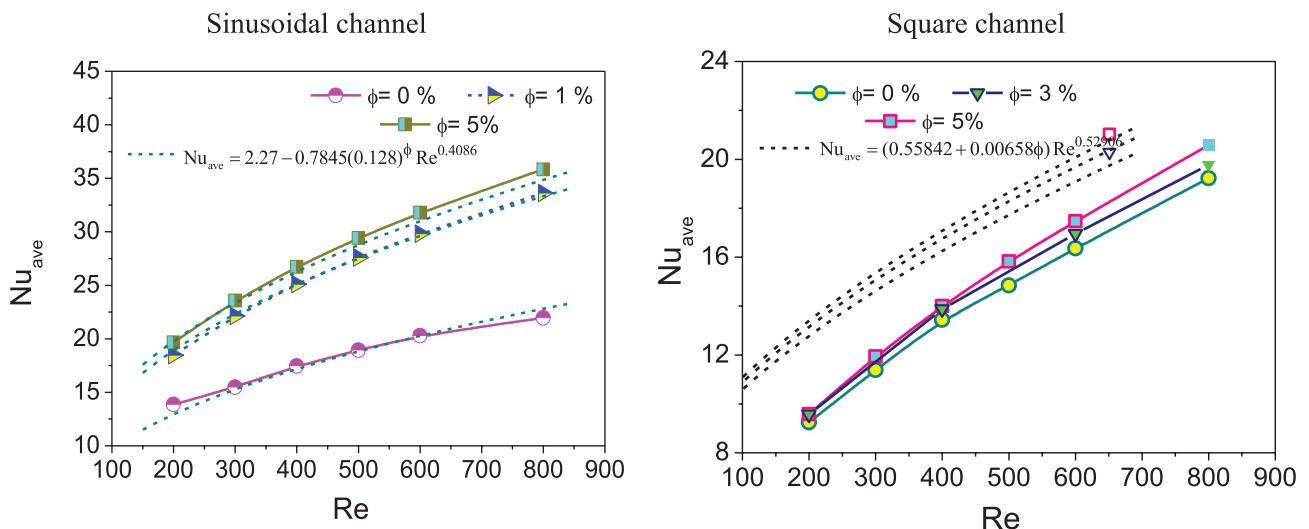 Sinusoidal channel
45
40
35
30
25
20
15
10
Nu_ave
ϕ= 0 %
ϕ= 1 %
ϕ= 5%
Nu_ave = 2.27 − 0.7845(0.128)^ϕ Re^0.4086
100 200 300 400 500 600 700 800 900
Re
Square channel
24
20
16
12
8
Nu_ave
ϕ= 0 %
ϕ= 3 %
ϕ= 5%
Nu_ave = (0.55842 + 0.00658ϕ) Re^0.52906
100 200 300 400 500 600 700 800 900
Re